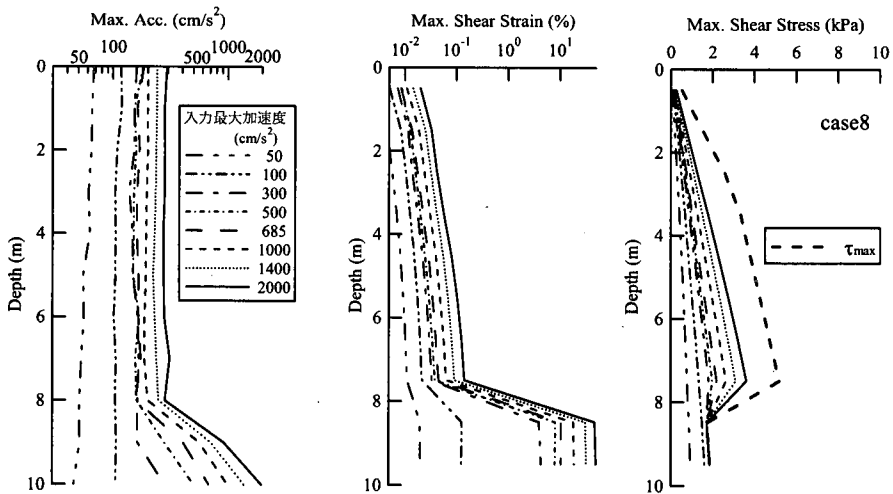 Max. Acc. (cm/s²)
50 100 500 1000 2000
0
2
4
6
8
10
Depth (m)
入力最大加速度
(cm/s²)
50
100
300
500
685
1000
1400
2000
Max. Shear Strain (%)
10⁻² 10⁻¹ 10⁰ 10¹
0
2
4
6
8
10
Depth (m)
Max. Shear Stress (kPa)
0 2 4 6 8 10
0
2
4
6
8
10
Depth (m)
case8
τmax